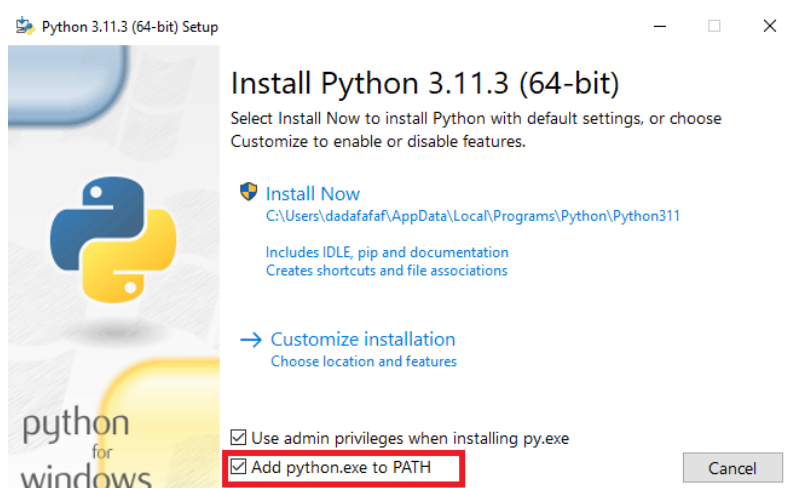 Python 3.11.3 (64-bit) Setup
Install Python 3.11.3 (64-bit)
Select Install Now to install Python with default settings, or choose
Customize to enable or disable features.
Install Now
C:\Users\dadafafaf\AppData\Local\Programs\Python\Python311
Includes IDLE, pip and documentation
Creates shortcuts and file associations
Customize installation
Choose location and features
python
for
windows
Use admin privileges when installing py.exe
Add python.exe to PATH
Cancel